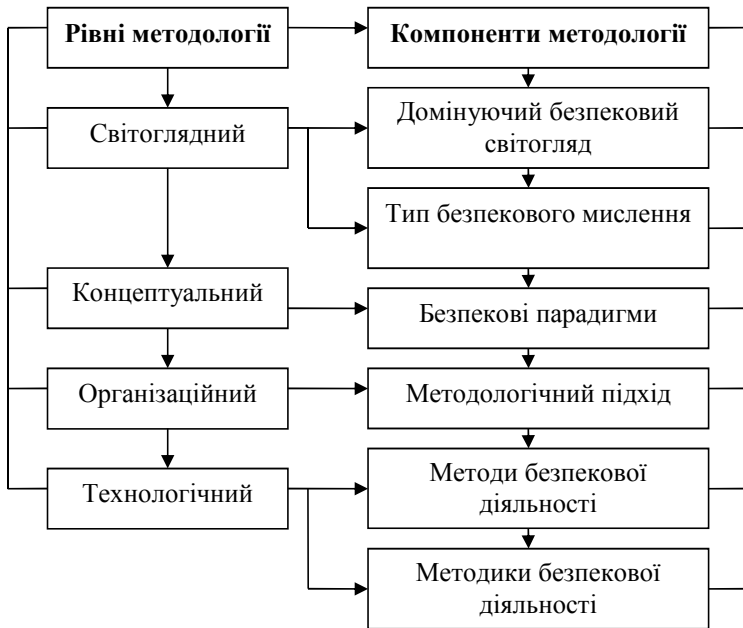 Рівні методології
Компоненти методології
Світоглядний
Домінуючий безпековий
світогляд
Тип безпекового мислення
Концептуальний
Безпекові парадигми
Організаційний
Методологічний підхід
Технологічний
Методи безпекової
діяльності
Методики безпекової
діяльності